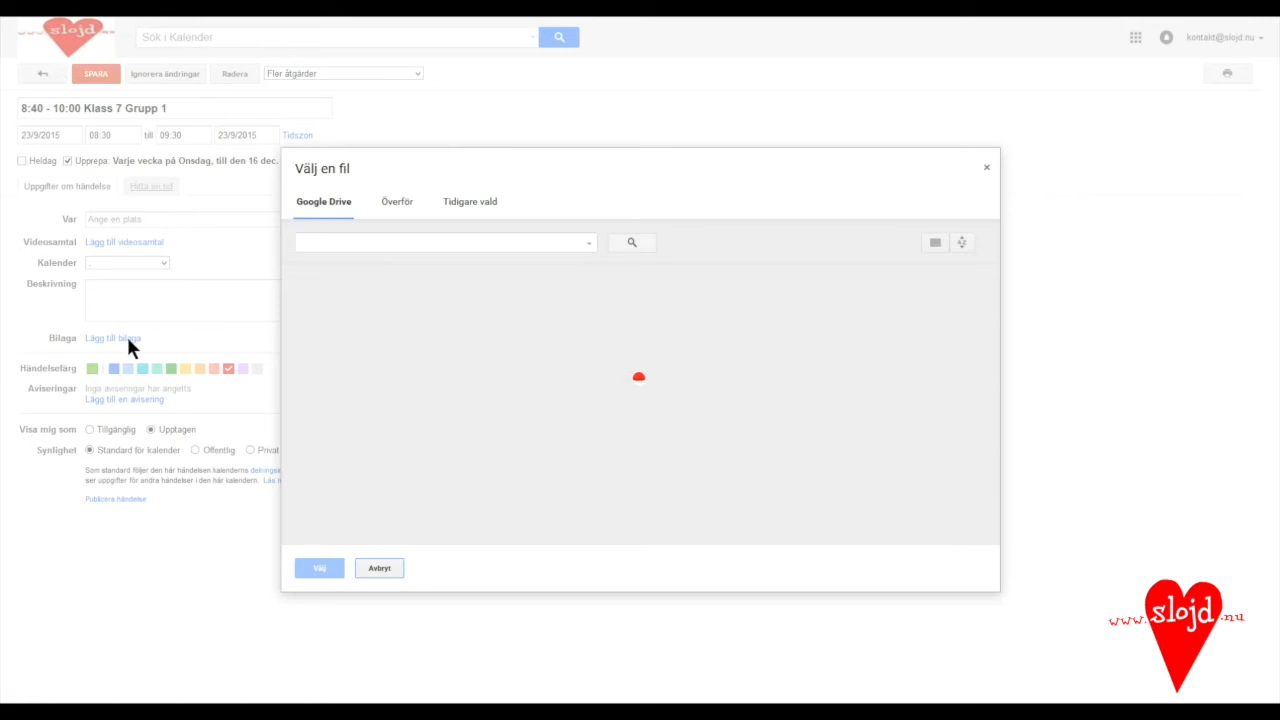 www.slojd.nu
Sök i Kalender
kontakt@slojd.nu
SPARA Ignorera ändringar Radera Fler åtgärder
8:40 - 10:00 Klass 7 Grupp 1
23/9/2015 08:30 till 09:30 23/9/2015 Tidszon
Heldag Upprepa: Varje vecka på Onsdag, till den 16 dec.
Uppgifter om händelse Hitta en tid
Var Ange en plats
Videosamtal Lägg till videosamtal
Kalender .
Beskrivning
Bilaga Lägg till bilaga
Händelsefärg
Aviseringar Inga aviseringar har angetts
Lägg till en avisering
Visa mig som Tillgänglig Upptagen
Synlighet Standard för kalender Offentlig Privat
Som standard följer den här händelsen kalenderns
ser uppgifter för andra händelser i den här kalendern.
Publicera händelse
Välj en fil
×
Google Drive Överför Tidigare vald
Välj Avbryt
www.slojd.nu